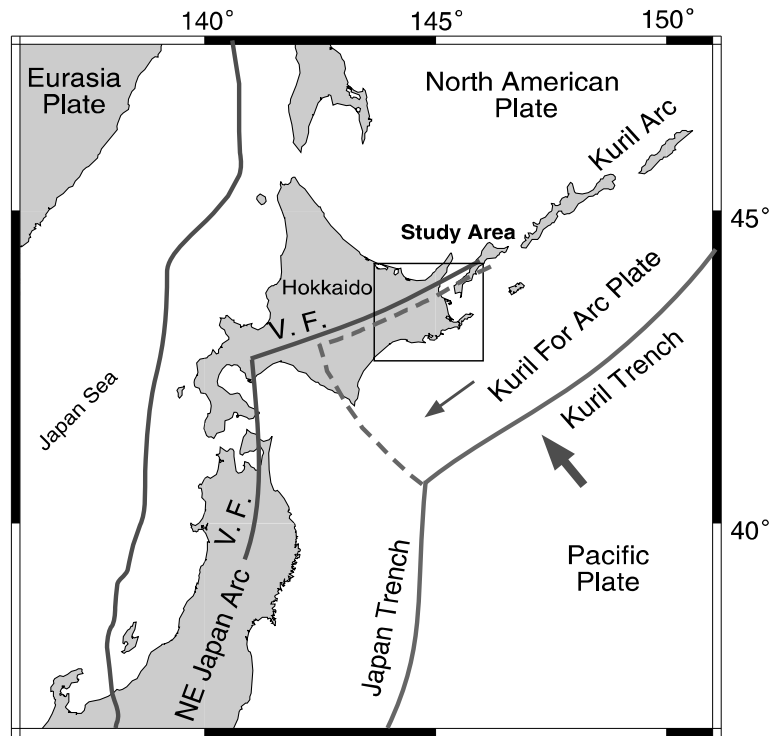 140°
145°
150°
Eurasia
Plate
North American
Plate
Kuril Arc
45°
Study Area
Hokkaido
V. F.
Kuril For Arc Plate
Kuril Trench
Japan Sea
V. F.
40°
Pacific
Plate
Japan Trench
NE Japan Arc